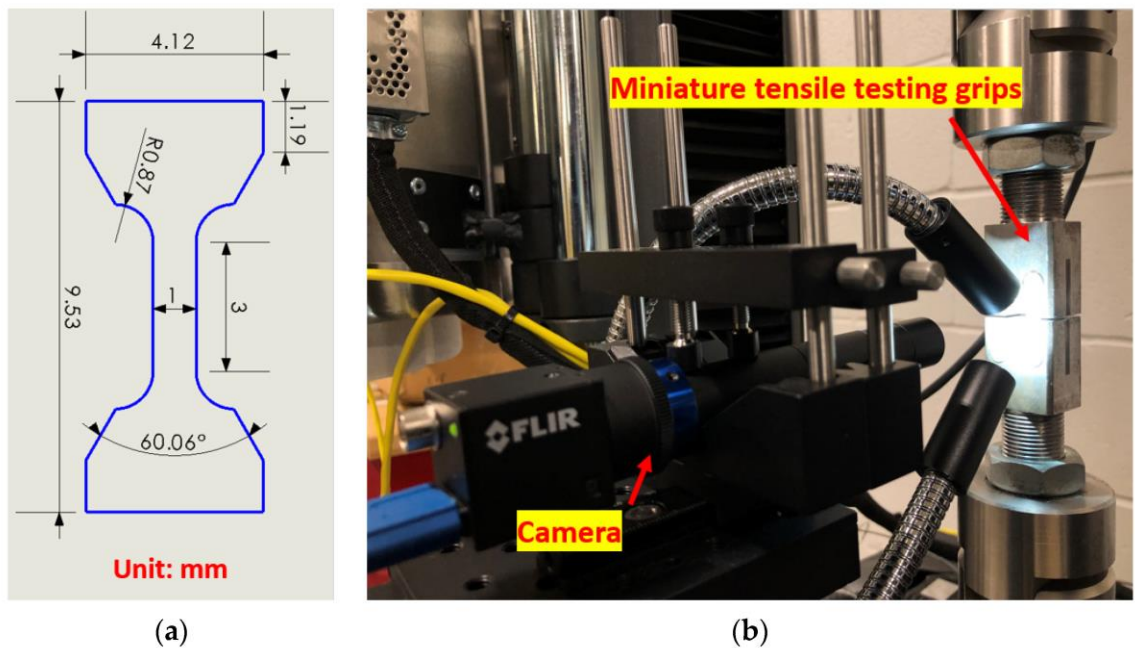 4.12
1.19
R0.87
9.53
1
3
60.06°
Unit: mm
(a)
Miniature tensile testing grips
FLIR
Camera
(b)